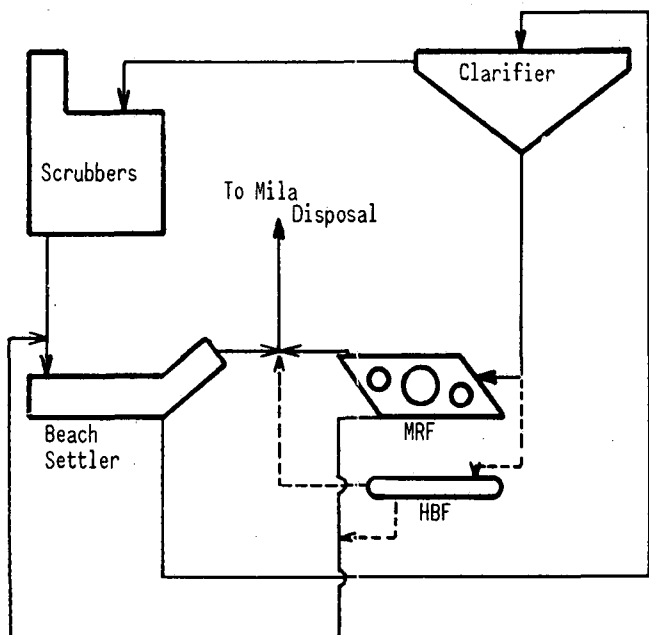 Clarifier
Scrubbers
To Mila
Disposal
Beach
Settler
MRF
HBF